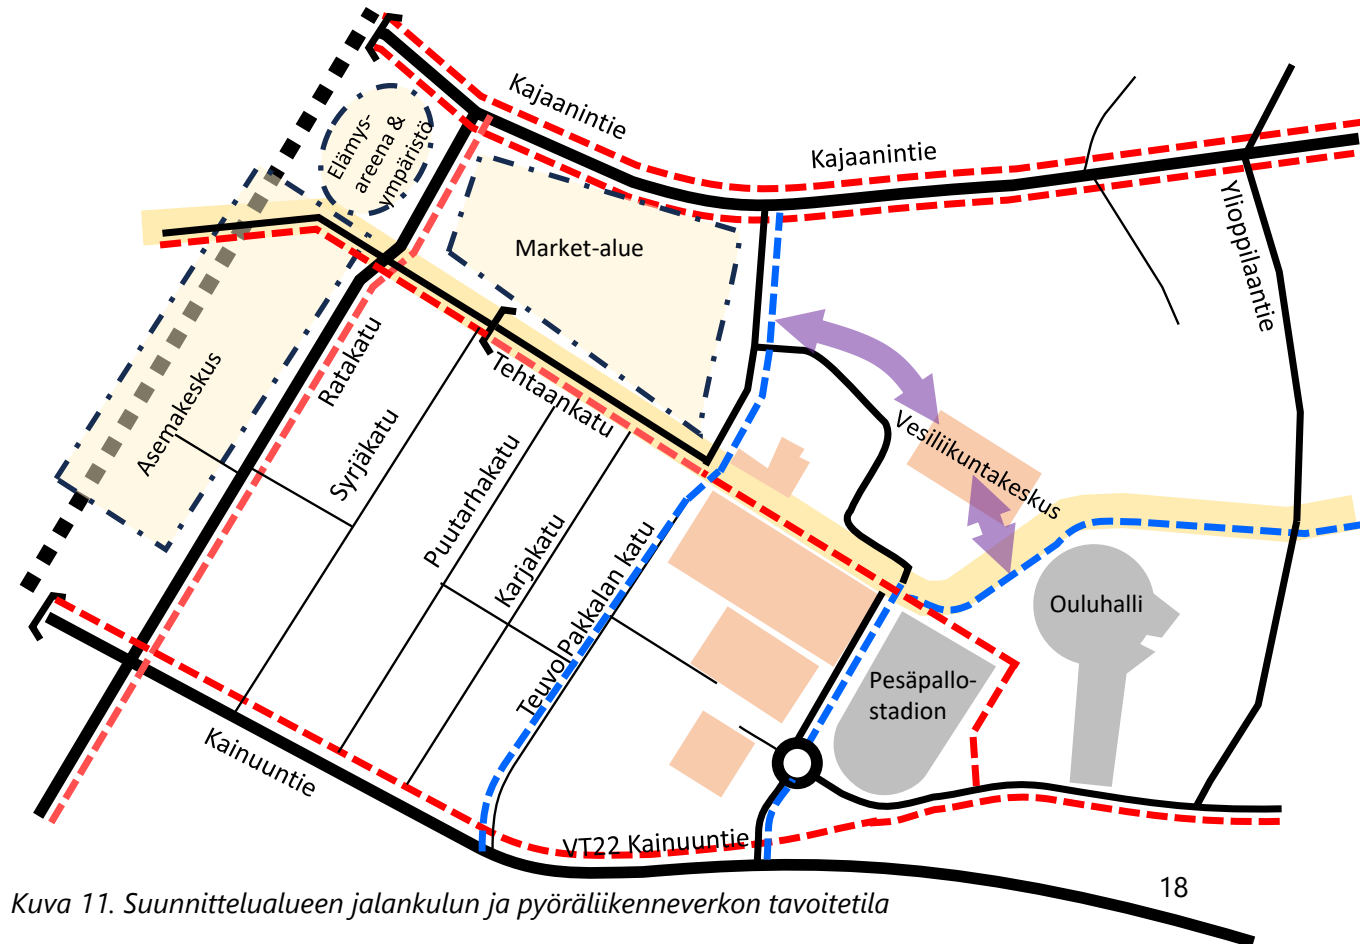 Kajaanintie
Kajaanintie
Elämys-
areena &
ympäristö
Market-alue
Ylioppilaantie
Asemakeskus
Ratakatu
Syrjäkatu
Tehtaankatu
Puutarhakatu
Karjakatu
Teuvo Pakkalan katu
Vesiliikuntakeskus
Ouluhalli
Pesäpallo-
stadion
Kainuuntie
VT22 Kainuuntie
18
Kuva 11. Suunnittelualueen jalankulun ja pyöräliikenneverkon tavoitetila